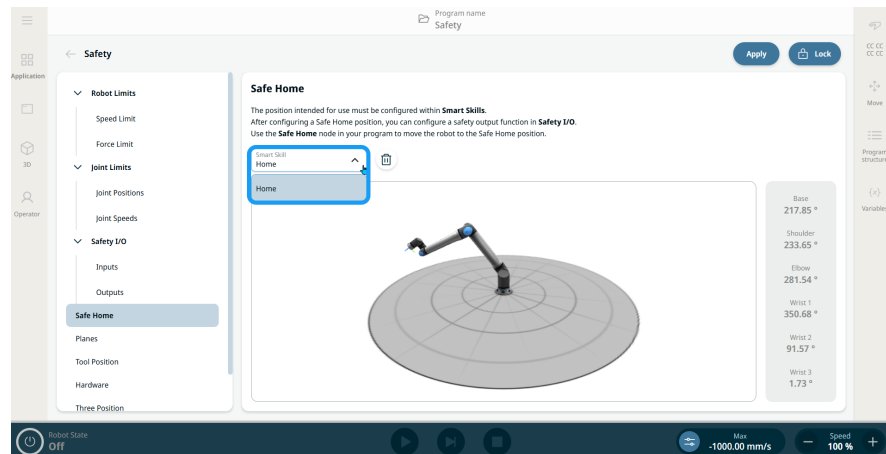 Program name
Safety
Safety
Apply
Lock
Application
3D
Operator
Robot Limits
Speed Limit
Force Limit
Joint Limits
Joint Positions
Joint Speeds
Safety I/O
Inputs
Outputs
Safe Home
Planes
Tool Position
Hardware
Three Position
Safe Home
The position intended for use must be configured within Smart Skills.
After configuring a Safe Home position, you can configure a safety output function in Safety I/O.
Use the Safe Home node in your program to move the robot to the Safe Home position.
Smart Skill
Home
Home
Base
217.85 °
Shoulder
233.65 °
Elbow
281.54 °
Wrist 1
350.68 °
Wrist 2
91.57 °
Wrist 3
1.73 °
CC CC
CC CC
Move
Program
structur
{x}
Variables
Robot State
Off
Max
-1000.00 mm/s
Speed
100 %